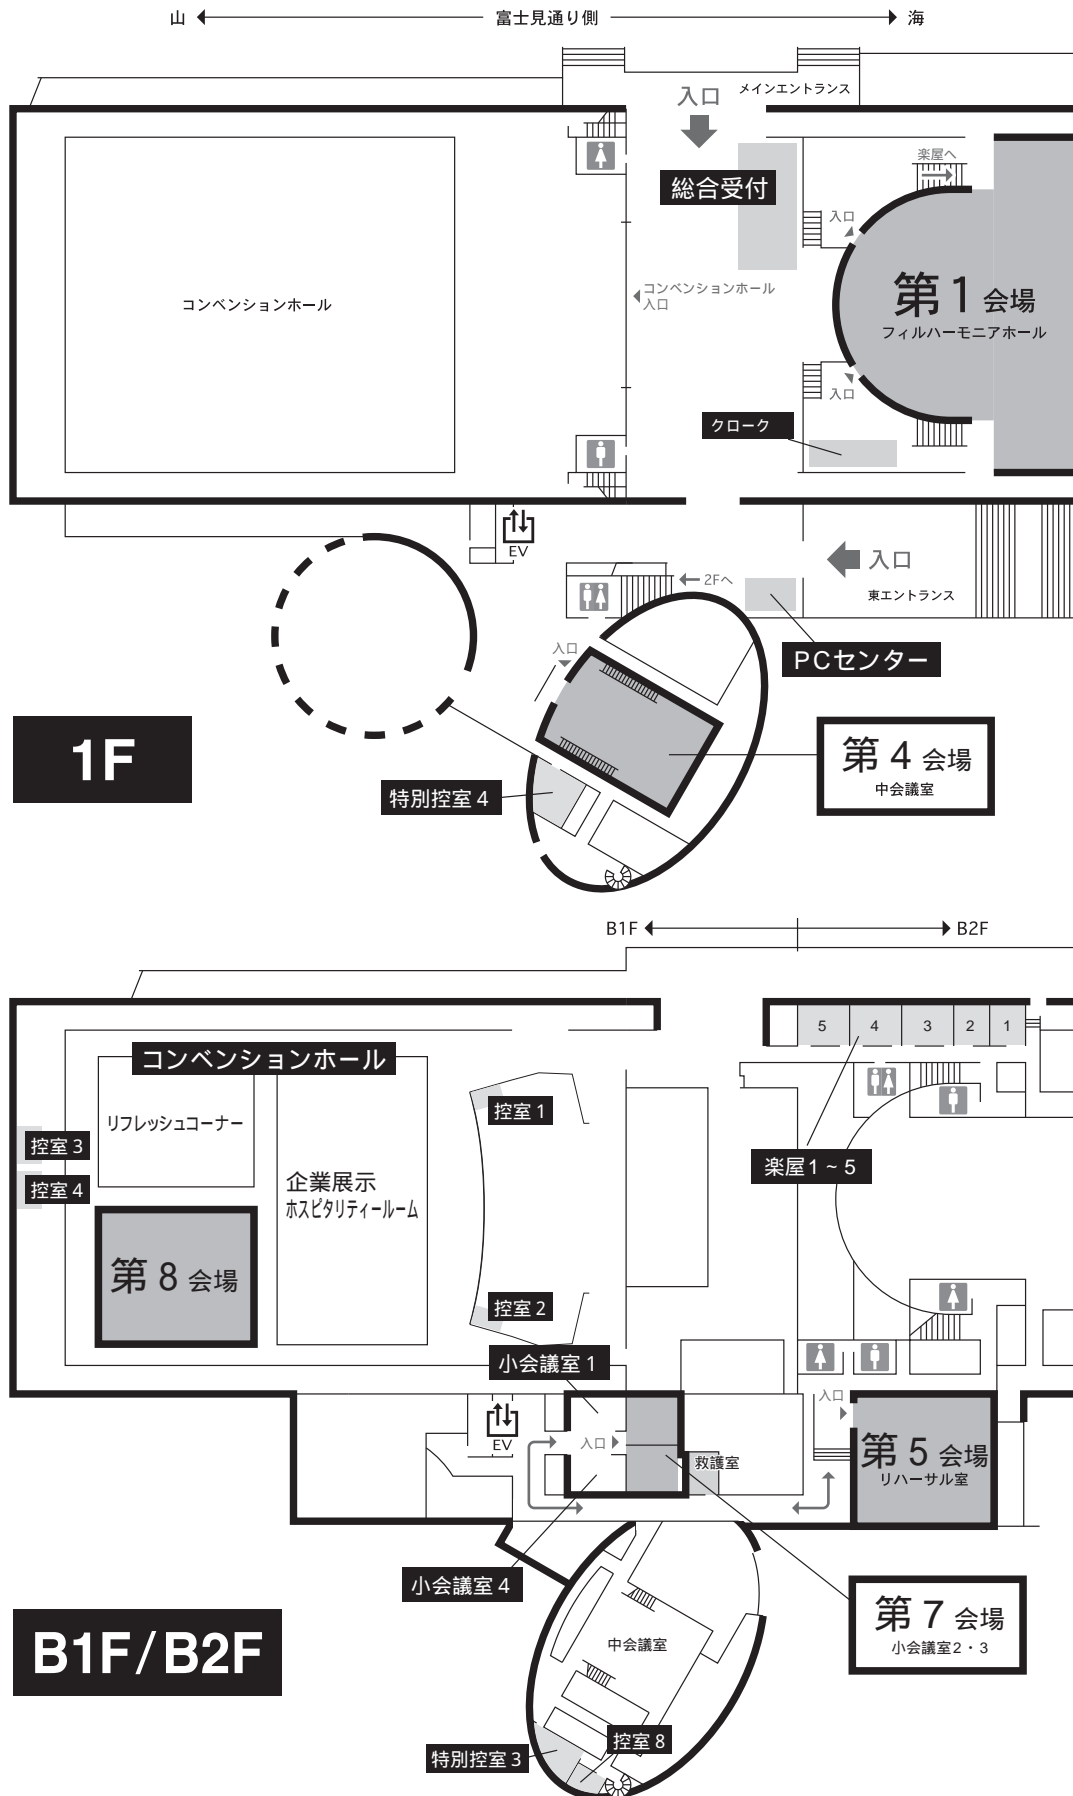 山
富士見通り側
海
入口
メインエントランス
総合受付
楽屋へ
入口
コンベンションホール
コンベンションホール
入口
第1会場
フィルハーモニアホール
入口
クローク
EV
2Fへ
入口
東エントランス
入口
PCセンター
1F
第4会場
中会議室
特別控室4
B1F
B2F
5
4
3
2
1
コンベンションホール
リフレッシュコーナー
控室1
控室3
控室4
企業展示
ホスピタリティールーム
楽屋1~5
第8会場
控室2
小会議室1
入口
EV
入口
救護室
第5会場
リハーサル室
小会議室4
第7会場
小会議室2・3
中会議室
B1F/B2F
控室8
特別控室3